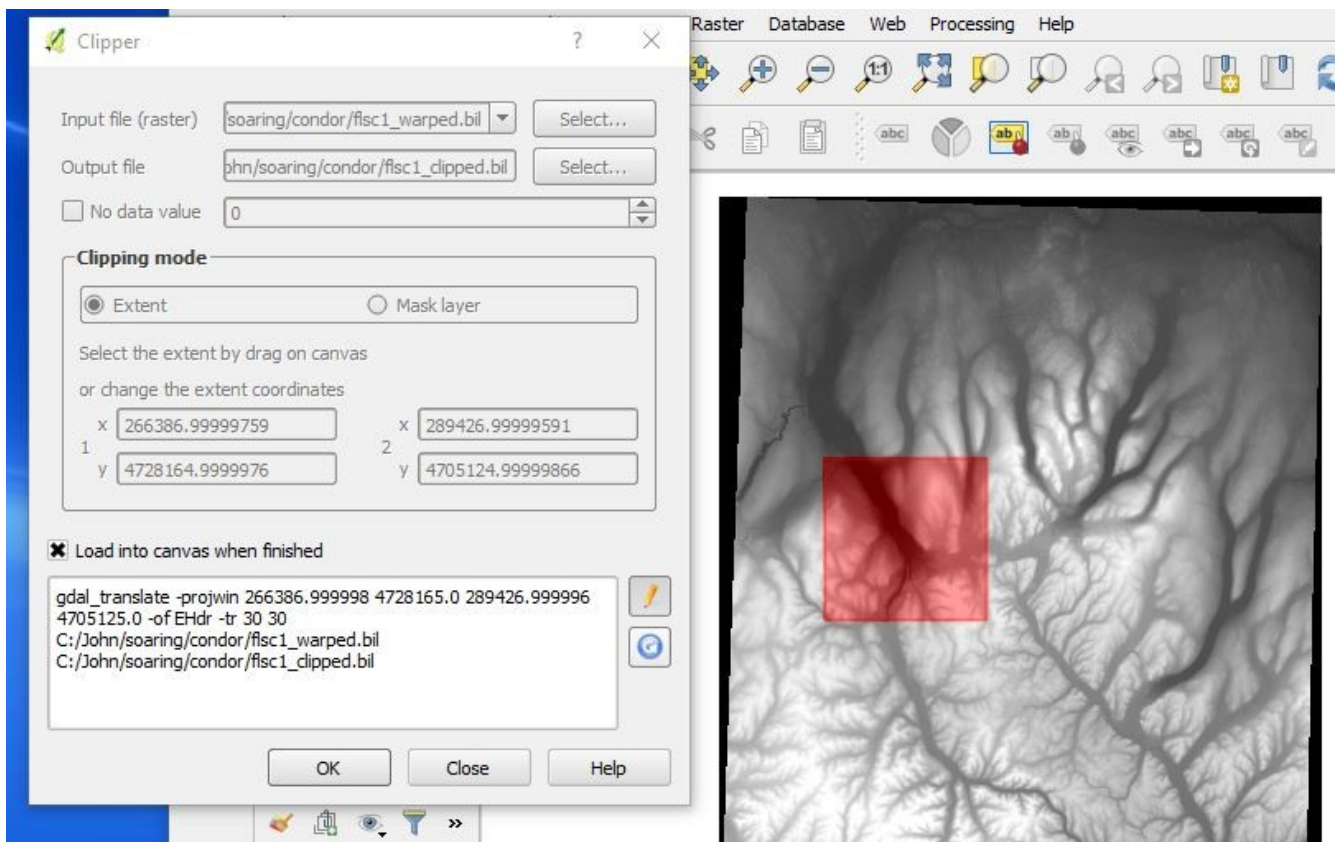 Clipper
?
Raster Database Web Processing Help
1:1
Input file (raster) soaring/condor/flsc1_warped.bil Select...
Output file ohn/soaring/condor/flsc1_clipped.bil Select...
No data value 0
abc ab ab abc abc abc abc
Clipping mode
Extent Mask layer
Select the extent by drag on canvas
or change the extent coordinates
x 266386.99999759 x 289426.99999591
1 2
y 4728164.9999976 y 4705124.99999866
Load into canvas when finished
gdal_translate -projwin 266386.999998 4728165.0 289426.999996
4705125.0 -of EHdr -tr 30 30
C:/John/soaring/condor/flsc1_warped.bil
C:/John/soaring/condor/flsc1_clipped.bil
OK Close Help
»